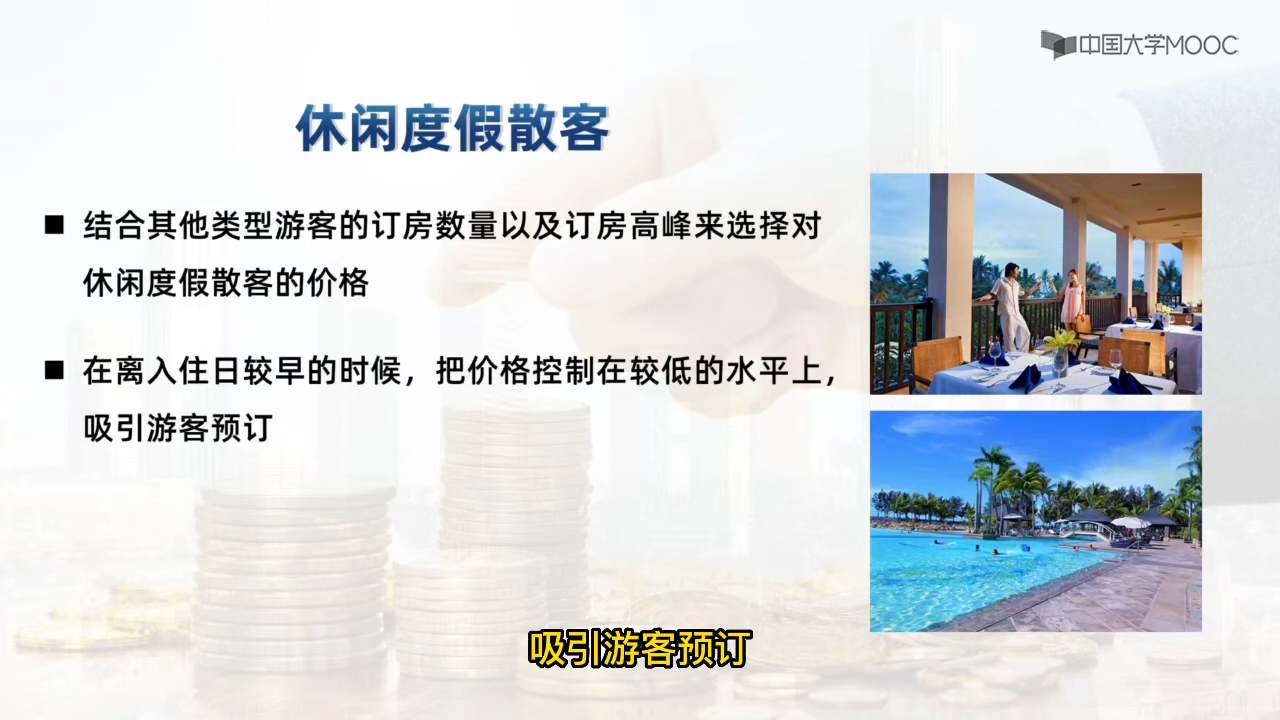 中国大学MOOC
休闲度假散客
■ 结合其他类型游客的订房数量以及订房高峰来选择对
休闲度假散客的价格
■ 在离入住日较早的时候，把价格控制在较低的水平上，
吸引游客预订
吸引游客预订